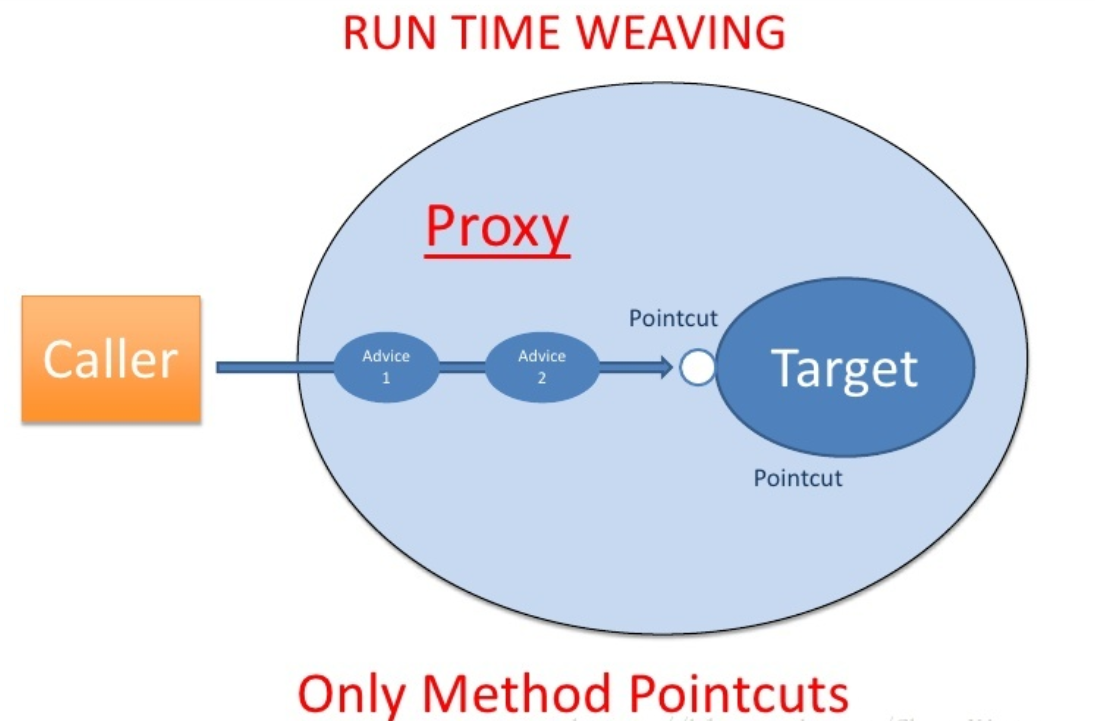 RUN TIME WEAVING
Proxy
Pointcut
Caller
Advice
1
Advice
2
Target
Pointcut
Only Method Pointcuts